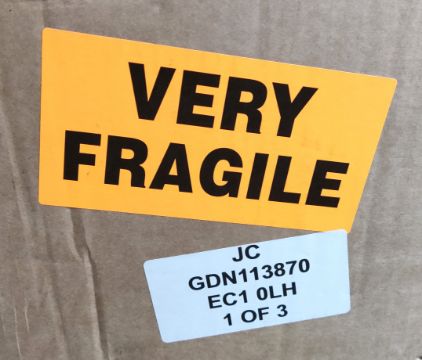 VERY
FRAGILE
JC
GDN113870
EC1 0LH
1 OF 3